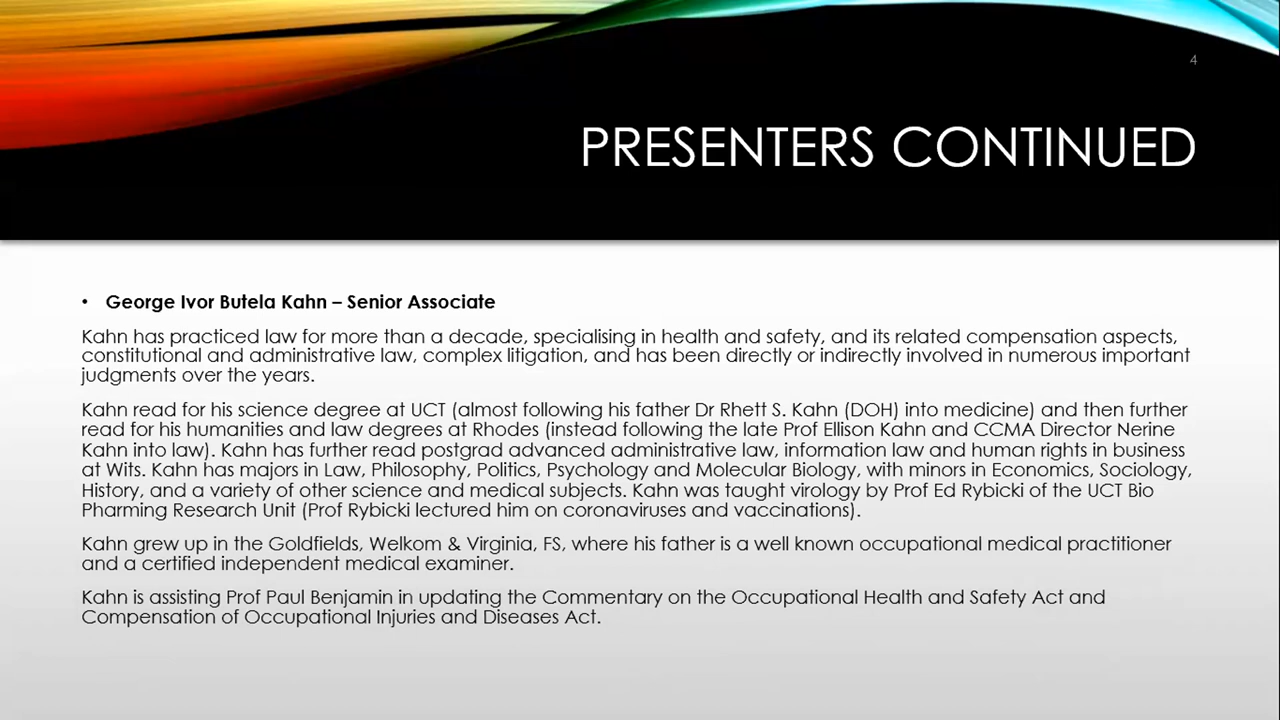 4
PRESENTERS CONTINUED
• George Ivor Butela Kahn – Senior Associate
Kahn has practiced law for more than a decade, specialising in health and safety, and its related compensation aspects,
constitutional and administrative law, complex litigation, and has been directly or indirectly involved in numerous important
judgments over the years.
Kahn read for his science degree at UCT (almost following his father Dr Rhett S. Kahn (DOH) into medicine) and then further
read for his humanities and law degrees at Rhodes (instead following the late Prof Ellison Kahn and CCMA Director Nerine
Kahn into law). Kahn has further read postgrad advanced administrative law, information law and human rights in business
at Wits. Kahn has majors in Law, Philosophy, Politics, Psychology and Molecular Biology, with minors in Economics, Sociology,
History, and a variety of other science and medical subjects. Kahn was taught virology by Prof Ed Rybicki of the UCT Bio
Pharming Research Unit (Prof Rybicki lectured him on coronaviruses and vaccinations).
Kahn grew up in the Goldfields, Welkom & Virginia, FS, where his father is a well known occupational medical practitioner
and a certified independent medical examiner.
Kahn is assisting Prof Paul Benjamin in updating the Commentary on the Occupational Health and Safety Act and
Compensation of Occupational Injuries and Diseases Act.